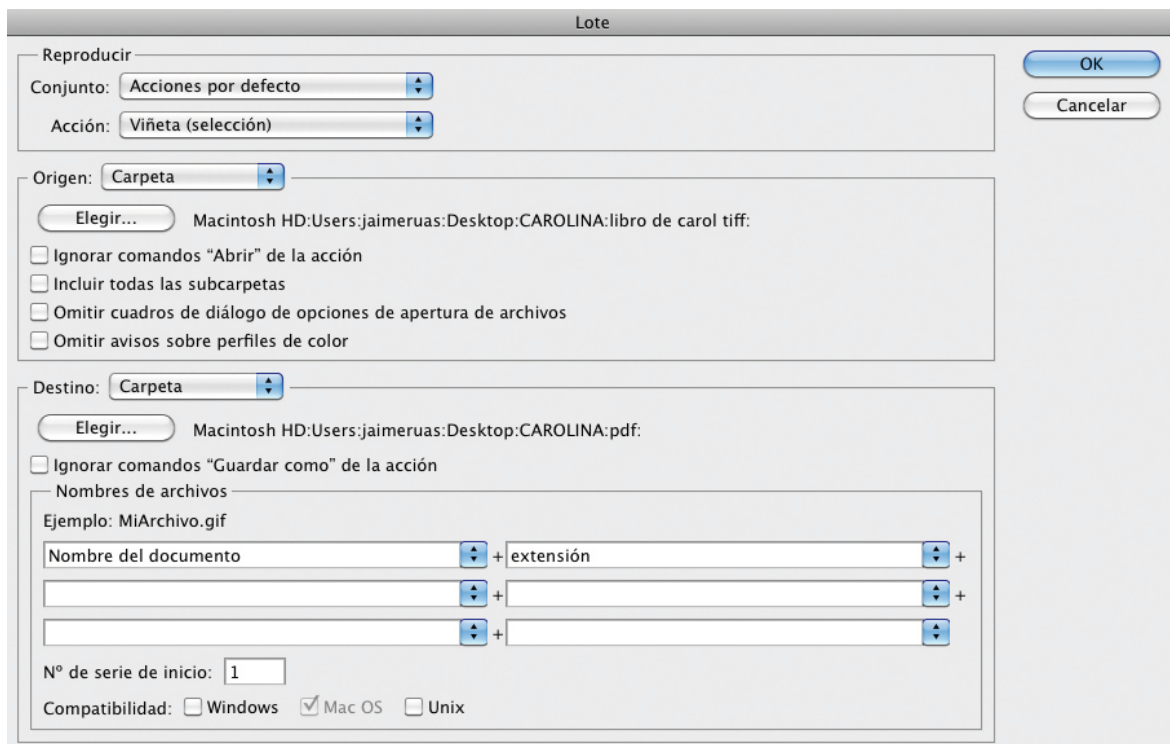 Lote
Reproducir
Conjunto: Acciones por defecto
Acción: Viñeta (selección)
OK
Cancelar
Origen: Carpeta
Elegir... Macintosh HD:Users:jaimeruas:Desktop:CAROLINA:libro de carol tiff:
Ignorar comandos “Abrir” de la acción
Incluir todas las subcarpetas
Omitir cuadros de diálogo de opciones de apertura de archivos
Omitir avisos sobre perfiles de color
Destino: Carpeta
Elegir... Macintosh HD:Users:jaimeruas:Desktop:CAROLINA:pdf:
Ignorar comandos “Guardar como” de la acción
Nombres de archivos
Ejemplo: MiArchivo.gif
Nombre del documento + extensión +
+ +
+
Nº de serie de inicio: 1
Compatibilidad: Windows Mac OS Unix